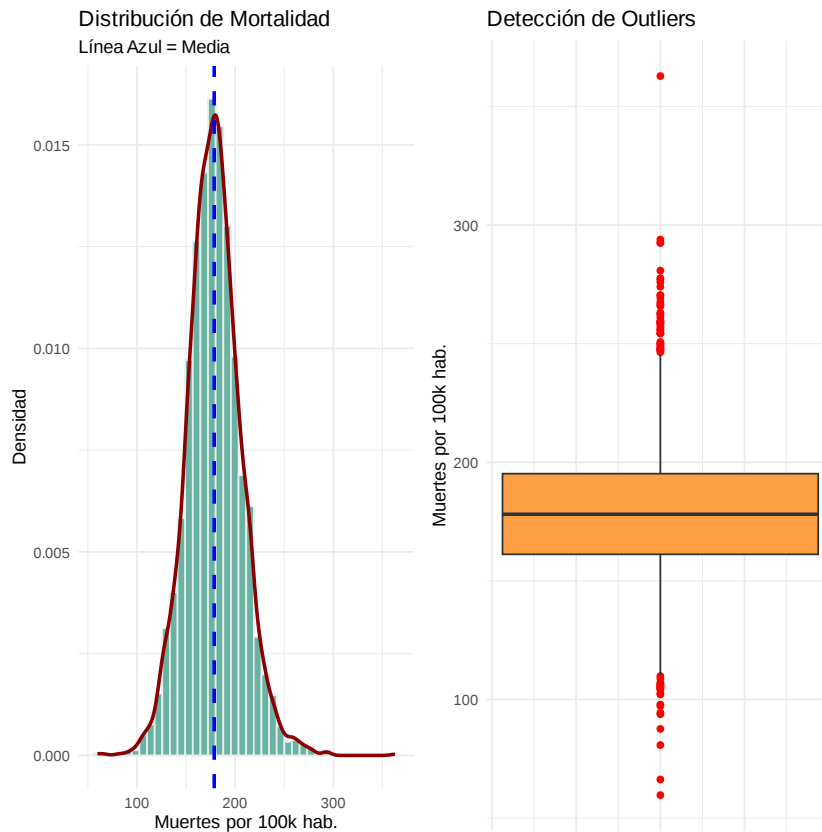 Distribución de Mortalidad
Línea Azul = Media
Densidad
0.015
0.010
0.005
0.000
100
200
300
Muertes por 100k hab.
Detección de Outliers
Muertes por 100k hab.
300
200
100